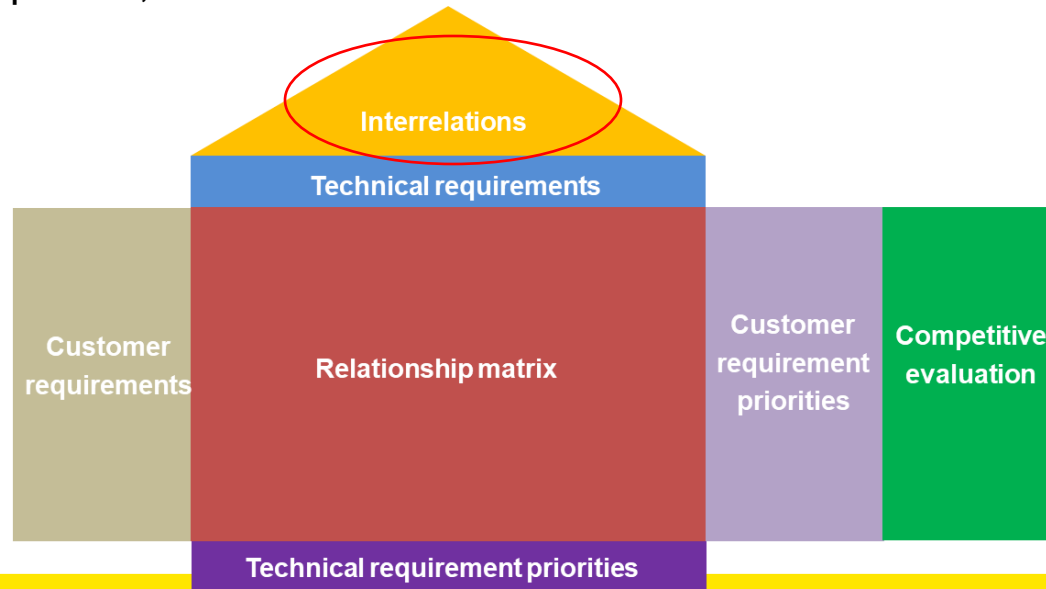 Interrelations
Technical requirements
Customer
requirements
Relationship matrix
Customer
requirement
priorities
Competitive
evaluation
Technical requirement priorities